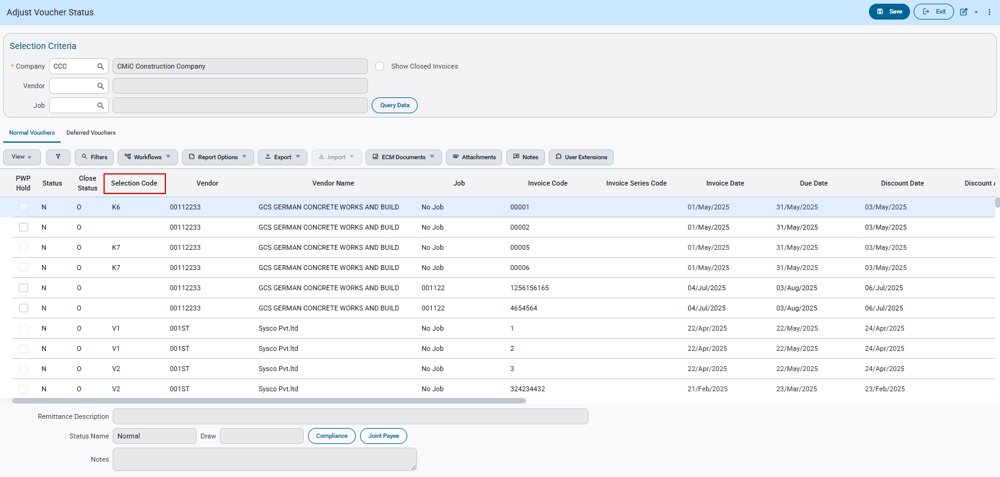 Adjust Voucher Status
Save Exit
Selection Criteria
* Company CCC CMiC Construction Company Show Closed Invoices
Vendor
Job Query Data
Normal Vouchers Deferred Vouchers
View Filters Workflows Report Options Export Import ECM Documents Attachments Notes User Extensions
PWP Hold Status Close Status Selection Code Vendor Vendor Name Job Invoice Code Invoice Series Code Invoice Date Due Date Discount Date Discount
N O K6 00112233 GCS GERMAN CONCRETE WORKS AND BUILD No Job 00001 01/May/2025 31/May/2025 03/May/2025
N O 00112233 GCS GERMAN CONCRETE WORKS AND BUILD No Job 00002 01/May/2025 31/May/2025 03/May/2025
N O K7 00112233 GCS GERMAN CONCRETE WORKS AND BUILD No Job 00005 01/May/2025 31/May/2025 03/May/2025
N O K7 00112233 GCS GERMAN CONCRETE WORKS AND BUILD No Job 00006 01/May/2025 31/May/2025 03/May/2025
N O 00112233 GCS GERMAN CONCRETE WORKS AND BUILD 001122 1256156165 04/Jul/2025 03/Aug/2025 06/Jul/2025
N O 00112233 GCS GERMAN CONCRETE WORKS AND BUILD 001122 4654564 04/Jul/2025 03/Aug/2025 06/Jul/2025
N O V1 001ST Sysco Pvt.ltd No Job 1 22/Apr/2025 22/May/2025 24/Apr/2025
N O V1 001ST Sysco Pvt.ltd No Job 2 22/Apr/2025 22/May/2025 24/Apr/2025
N O V2 001ST Sysco Pvt.ltd No Job 3 22/Apr/2025 22/May/2025 24/Apr/2025
N O V2 001ST Sysco Pvt.ltd No Job 324234432 21/Feb/2025 23/Mar/2025 23/Feb/2025
Remittance Description
Status Name Normal Draw Compliance Joint Payee
Notes